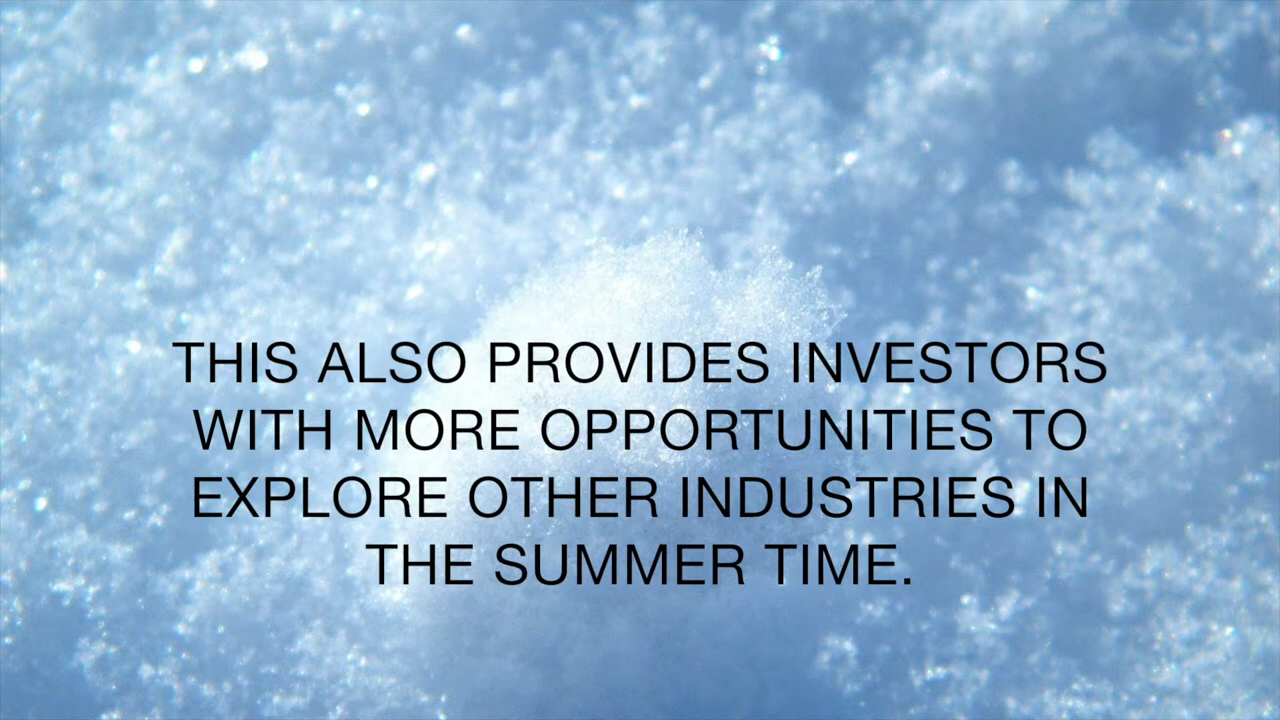 THIS ALSO PROVIDES INVESTORS
WITH MORE OPPORTUNITIES TO
EXPLORE OTHER INDUSTRIES IN
THE SUMMER TIME.